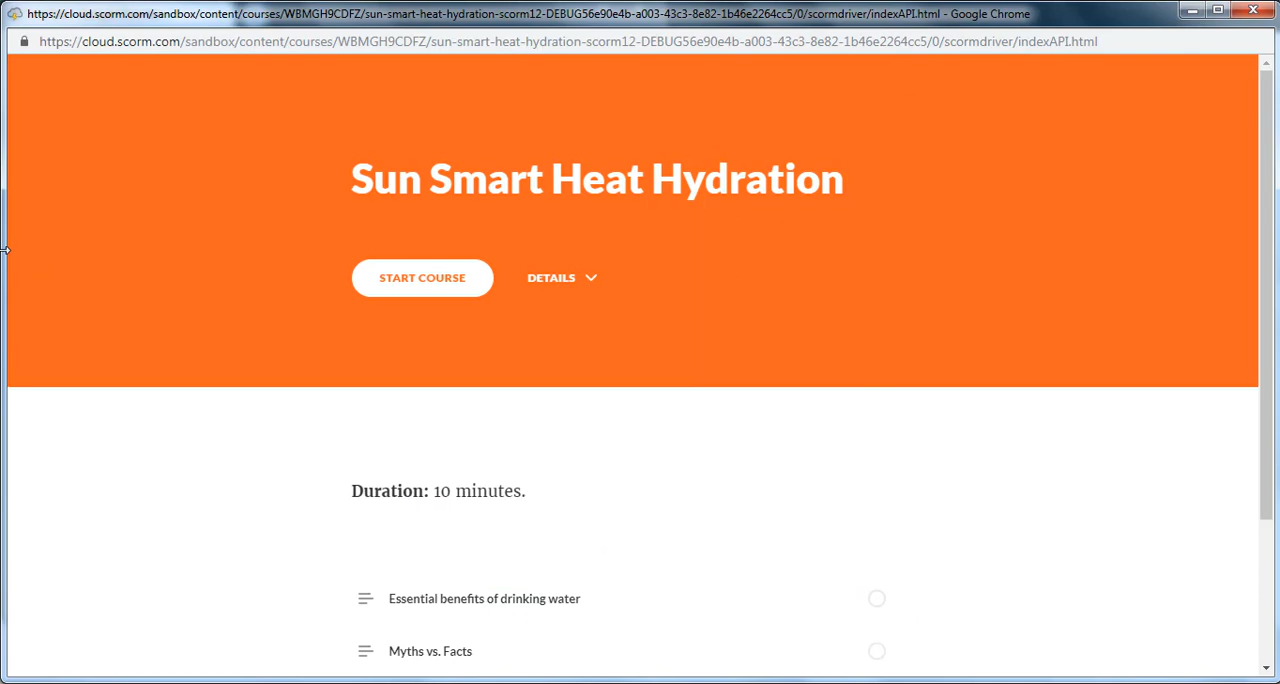 https://cloud.scorm.com/sandbox/content/courses/WBMGH9CDFZ/sun-smart-heat-hydration-scorm12-DEBUG56e90e4b-a003-43c3-8e82-1b46e2264cc5/0/scormdriver/indexAPI.html - Google Chrome
https://cloud.scorm.com/sandbox/content/courses/WBMGH9CDFZ/sun-smart-heat-hydration-scorm12-DEBUG56e90e4b-a003-43c3-8e82-1b46e2264cc5/0/scormdriver/indexAPI.html
Sun Smart Heat Hydration
START COURSE DETAILS
Duration: 10 minutes.
Essential benefits of drinking water
Myths vs. Facts